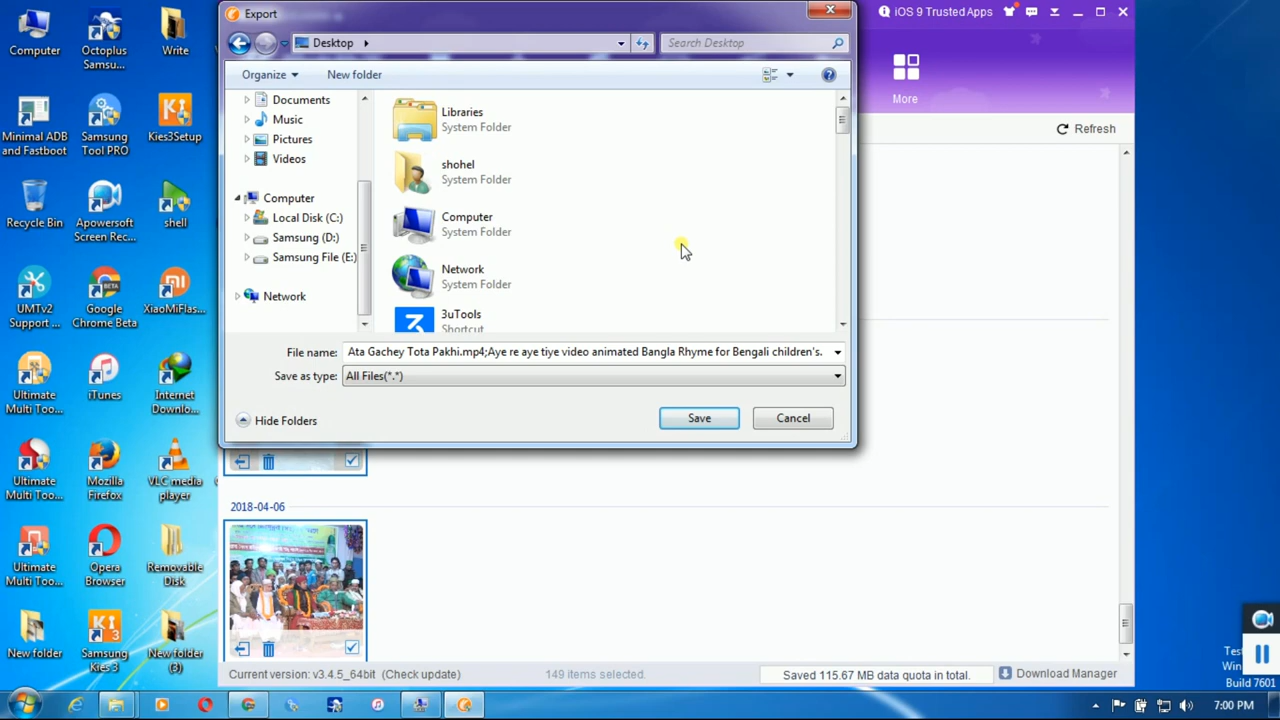 Computer
Octoplus
Samsu...
Write
Minimal ADB
and Fastboot
Samsung
Tool PRO
Kies3Setup
Recycle Bin
Apowersoft
Screen Rec...
shell
UMTv2
Support ...
Google
Chrome Beta
XiaoMiFlas...
Ultimate
Multi Too...
iTunes
Internet
Downlo...
Ultimate
Multi Too...
Mozilla
Firefox
VLC media
player
Ultimate
Multi Too...
Opera
Browser
Removable
Disk
New folder
Samsung
Kies 3
New folder
(3)
Export
Desktop
Search Desktop
Organize
New folder
Documents
Music
Pictures
Videos
Computer
Local Disk (C:)
Samsung (D:)
Samsung File (E:)
Network
Libraries
System Folder
shohel
System Folder
Computer
System Folder
Network
System Folder
3uTools
Shortcut
File name:
Ata Gachey Tota Pakhi.mp4;Aye re aye tiye video animated Bangla Rhyme for Bengali children's.
Save as type:
All Files(*.*)
Hide Folders
Save
Cancel
iOS 9 Trusted Apps
More
Refresh
2018-04-06
Current version: v3.4.5_64bit
(Check update)
149 items selected.
Saved 115.67 MB data quota in total.
Download Manager
Build 7601
7:00 PM